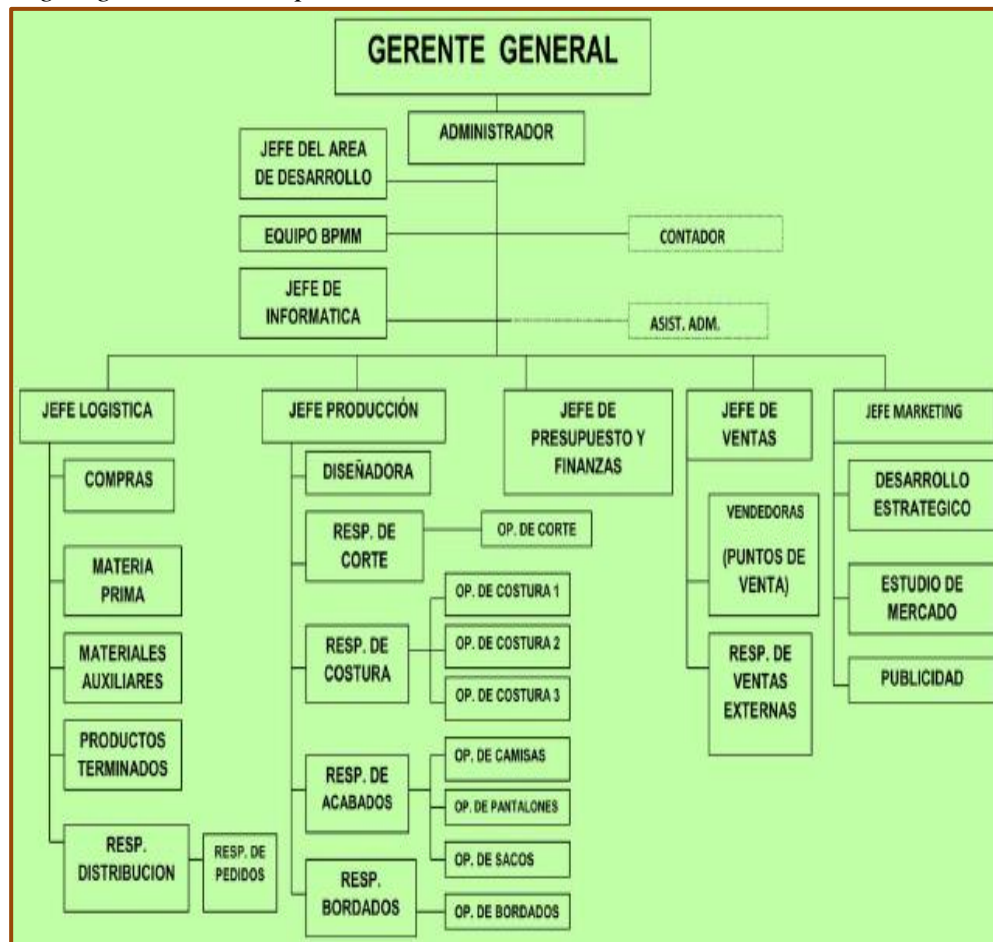 GERENTE GENERAL
ADMINISTRADOR
JEFE DEL AREA
DE DESARROLLO
EQUIPO BPMM
CONTADOR
JEFE DE
INFORMATICA
ASIST. ADM.
JEFE LOGISTICA
COMPRAS
MATERIA
PRIMA
MATERIALES
AUXILIARES
PRODUCTOS
TERMINADOS
RESP.
DISTRIBUCION
RESP. DE
PEDIDOS
JEFE PRODUCCIÓN
DISEÑADORA
RESP. DE
CORTE
OP. DE CORTE
RESP. DE
COSTURA
OP. DE COSTURA 1
OP. DE COSTURA 2
OP. DE COSTURA 3
RESP. DE
ACABADOS
OP. DE CAMISAS
OP. DE PANTALONES
OP. DE SACOS
RESP.
BORDADOS
OP. DE BORDADOS
JEFE DE
PRESUPUESTO Y
FINANZAS
JEFE DE
VENTAS
VENDEDORAS
(PUNTOS DE
VENTA)
RESP. DE
VENTAS
EXTERNAS
JEFE MARKETING
DESARROLLO
ESTRATEGICO
ESTUDIO DE
MERCADO
PUBLICIDAD